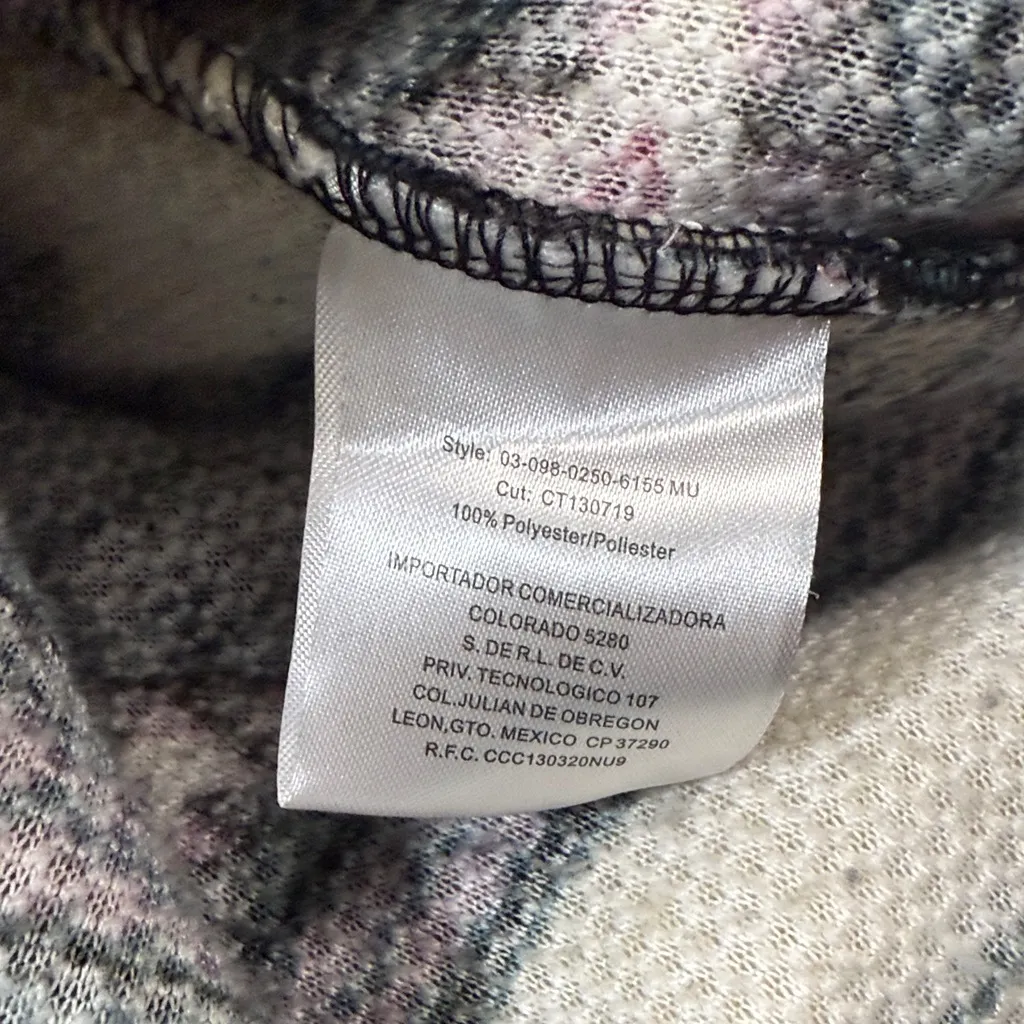 Style: 03-098-0250-6155 MU
Cut: CT130719
100% Polyester/Poliester
IMPORTADOR COMERCIALIZADORA
COLORADO 5280
S. DE R.L. DE C.V.
PRIV. TECNOLOGICO 107
COL.JULIAN DE OBREGON
LEON,GTO. MEXICO CP 37290
R.F.C. CCC130320NU9